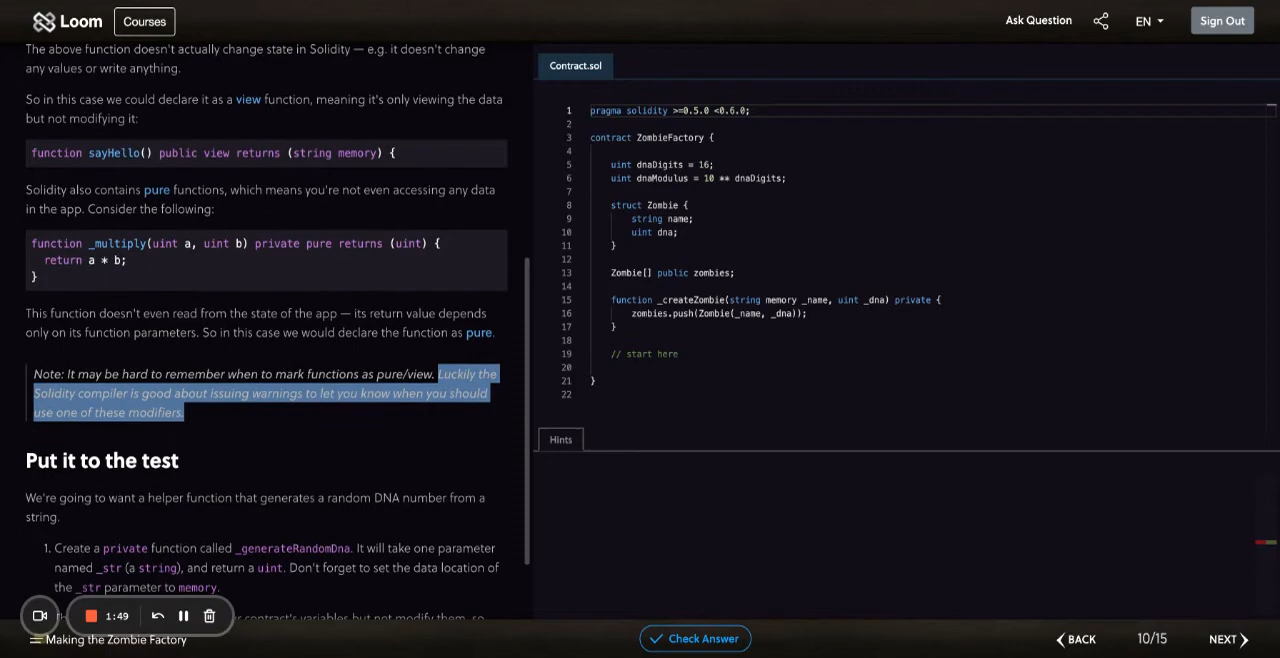 Loom
Courses
Ask Question
EN
Sign Out
The above function doesn't actually change state in Solidity — e.g. it doesn't change
any values or write anything.
So in this case we could declare it as a view function, meaning it's only viewing the data
but not modifying it:
function sayHello() public view returns (string memory) {
Solidity also contains pure functions, which means you're not even accessing any data
in the app. Consider the following:
function _multiply(uint a, uint b) private pure returns (uint) {
return a * b;
}
This function doesn't even read from the state of the app — its return value depends
only on its function parameters. So in this case we would declare the function as pure.
Note: It may be hard to remember when to mark functions as pure/view. Luckily the
Solidity compiler is good about issuing warnings to let you know when you should
use one of these modifiers.
Put it to the test
We're going to want a helper function that generates a random DNA number from a
string.
1. Create a private function called _generateRandomDna. It will take one parameter
named _str (a string), and return a uint. Don't forget to set the data location of
the _str parameter to memory.
contract's variables but not modify them, so
1:49
Making the Zombie Factory
Contract.sol
1 pragma solidity >=0.5.0 <0.6.0;
2
3 contract ZombieFactory {
4
5 uint dnaDigits = 16;
6 uint dnaModulus = 10 ** dnaDigits;
7
8 struct Zombie {
9 string name;
10 uint dna;
11 }
12
13 Zombie[] public zombies;
14
15 function _createZombie(string memory _name, uint _dna) private {
16 zombies.push(Zombie(_name, _dna));
17 }
18
19 // start here
20
21 }
22
Hints
Check Answer
BACK
10/15
NEXT